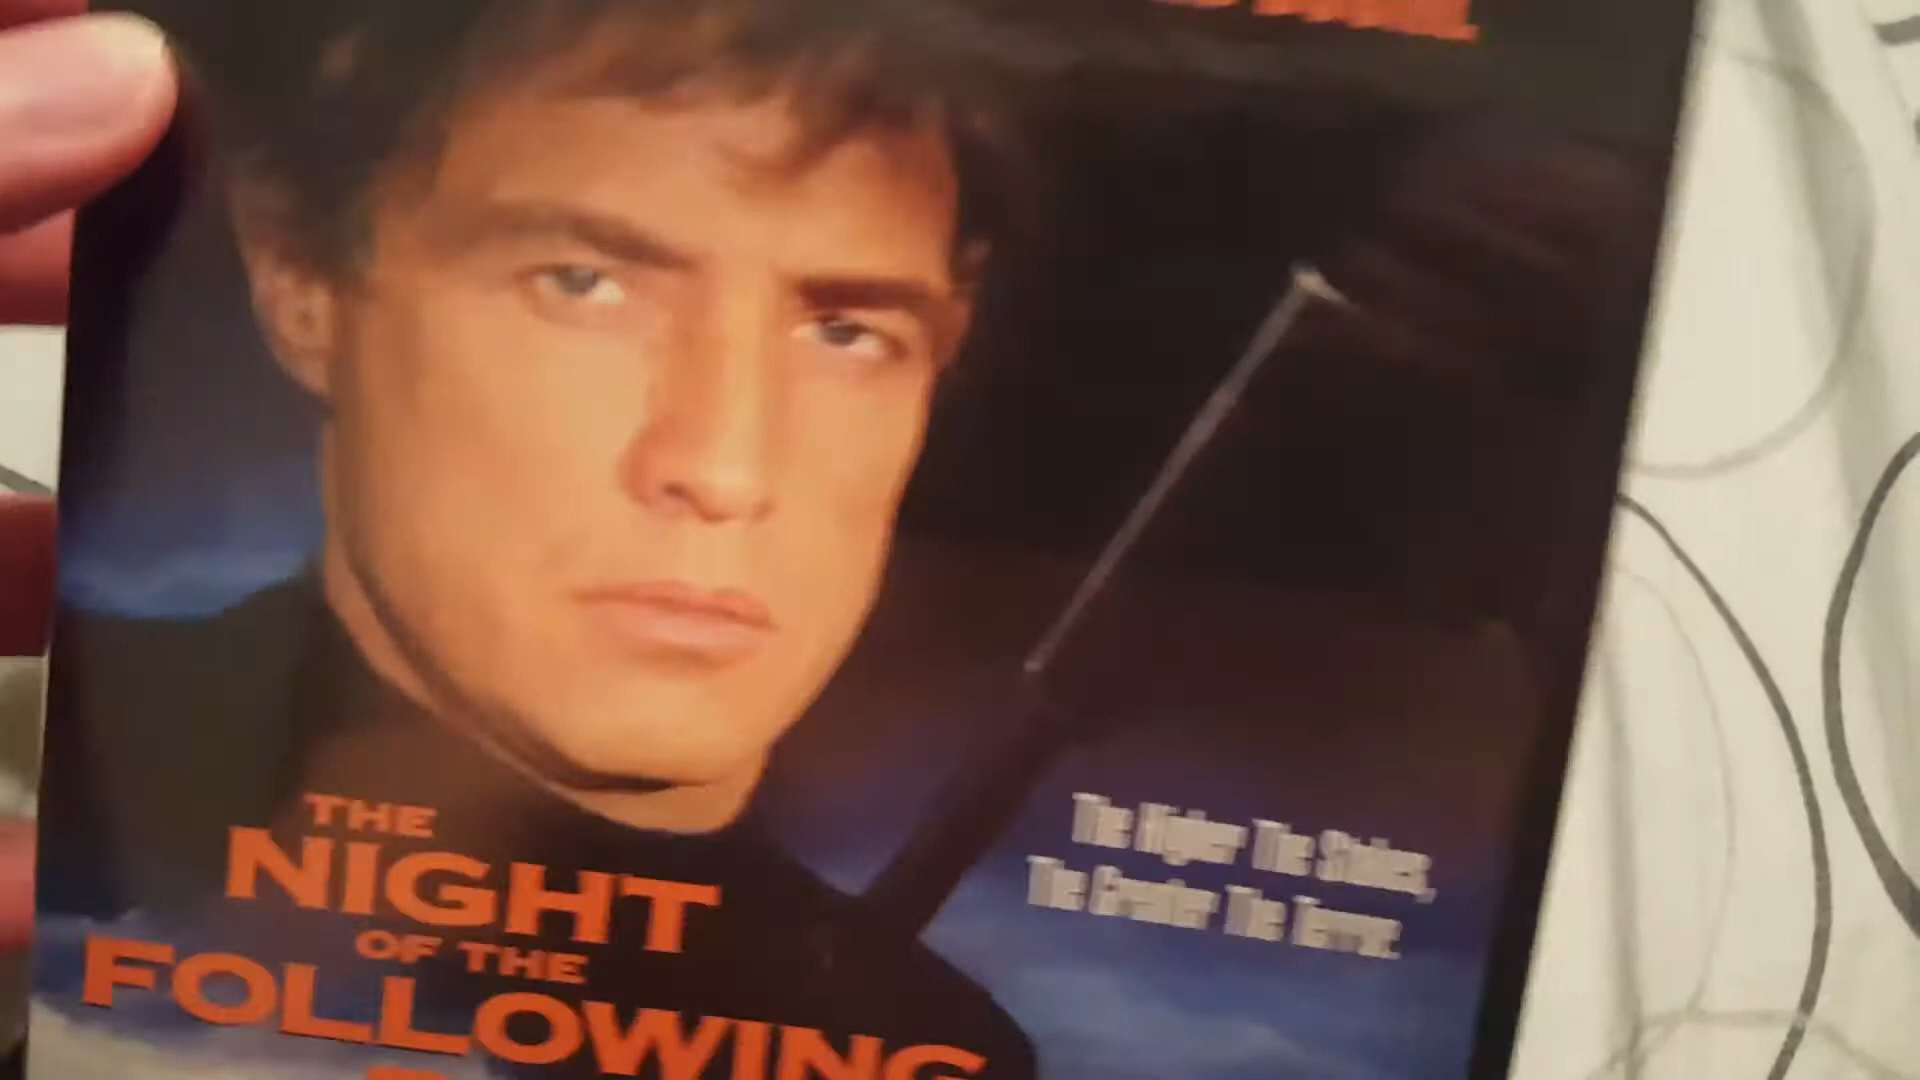 THE
NIGHT
OF THE
FOLLOWING
The Higher The Stakes,
The Greater The Terror.